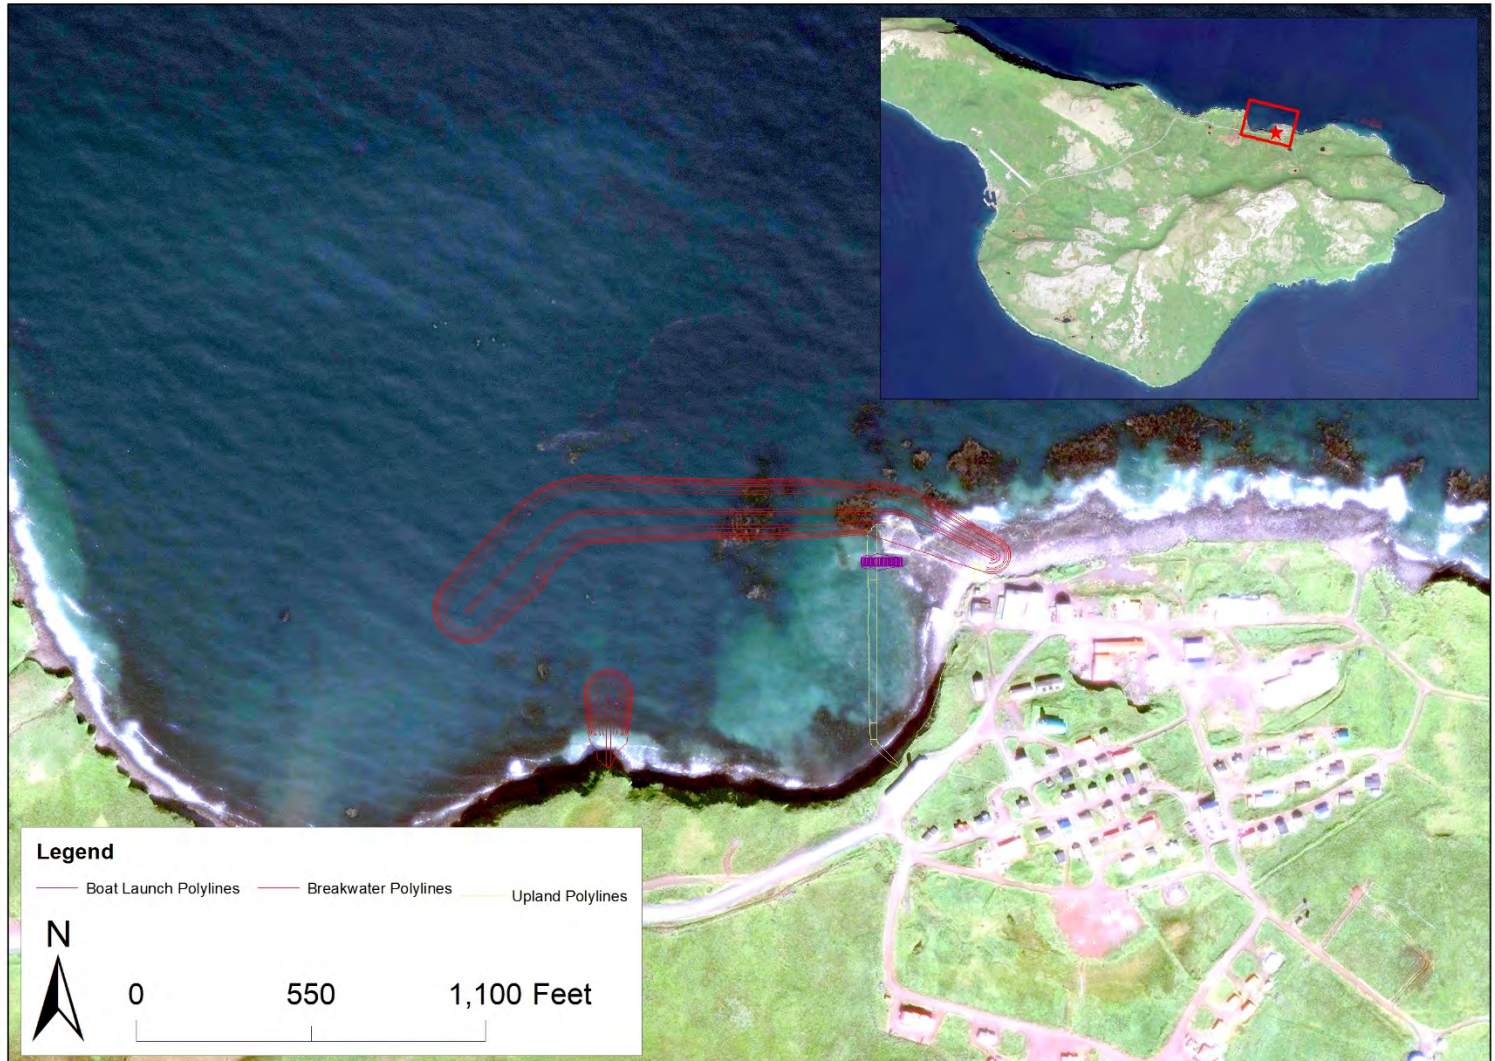 Legend
Boat Launch Polylines Breakwater Polylines Upland Polylines
N
0 550 1,100 Feet